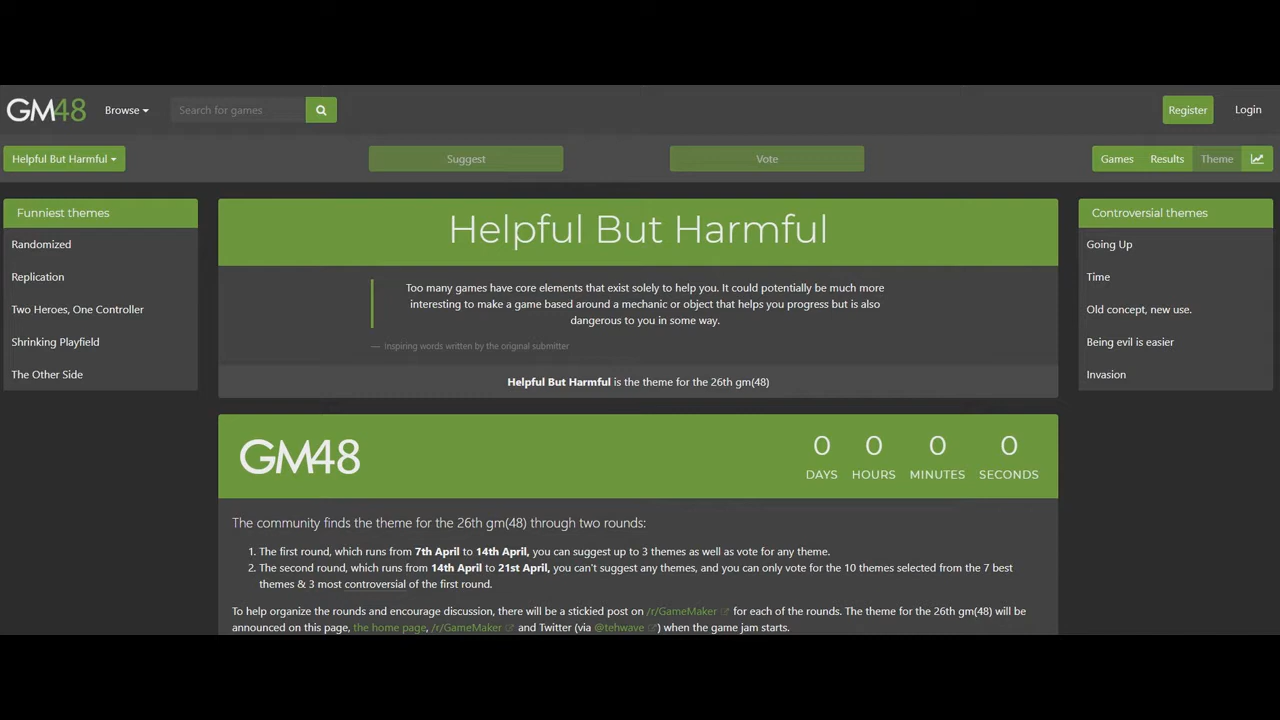 GM48 Browse Search for games Register Login
Helpful But Harmful Suggest Vote Games Results Theme
Funniest themes
Randomized
Replication
Two Heroes, One Controller
Shrinking Playfield
The Other Side
Helpful But Harmful
Too many games have core elements that exist solely to help you. It could potentially be much more
interesting to make a game based around a mechanic or object that helps you progress but is also
dangerous to you in some way.
— inspiring words written by the original submitter
Helpful But Harmful is the theme for the 26th gm(48)
Controversial themes
Going Up
Time
Old concept, new use.
Being evil is easier
Invasion
GM48
0 0 0 0
DAYS HOURS MINUTES SECONDS
The community finds the theme for the 26th gm(48) through two rounds:
1. The first round, which runs from 7th April to 14th April, you can suggest up to 3 themes as well as vote for any theme.
2. The second round, which runs from 14th April to 21st April, you can't suggest any themes, and you can only vote for the 10 themes selected from the 7 best
themes & 3 most controversial of the first round.
To help organize the rounds and encourage discussion, there will be a stickied post on /r/GameMaker for each of the rounds. The theme for the 26th gm(48) will be
announced on this page, the home page, /r/GameMaker and Twitter (via @tehwave) when the game jam starts.